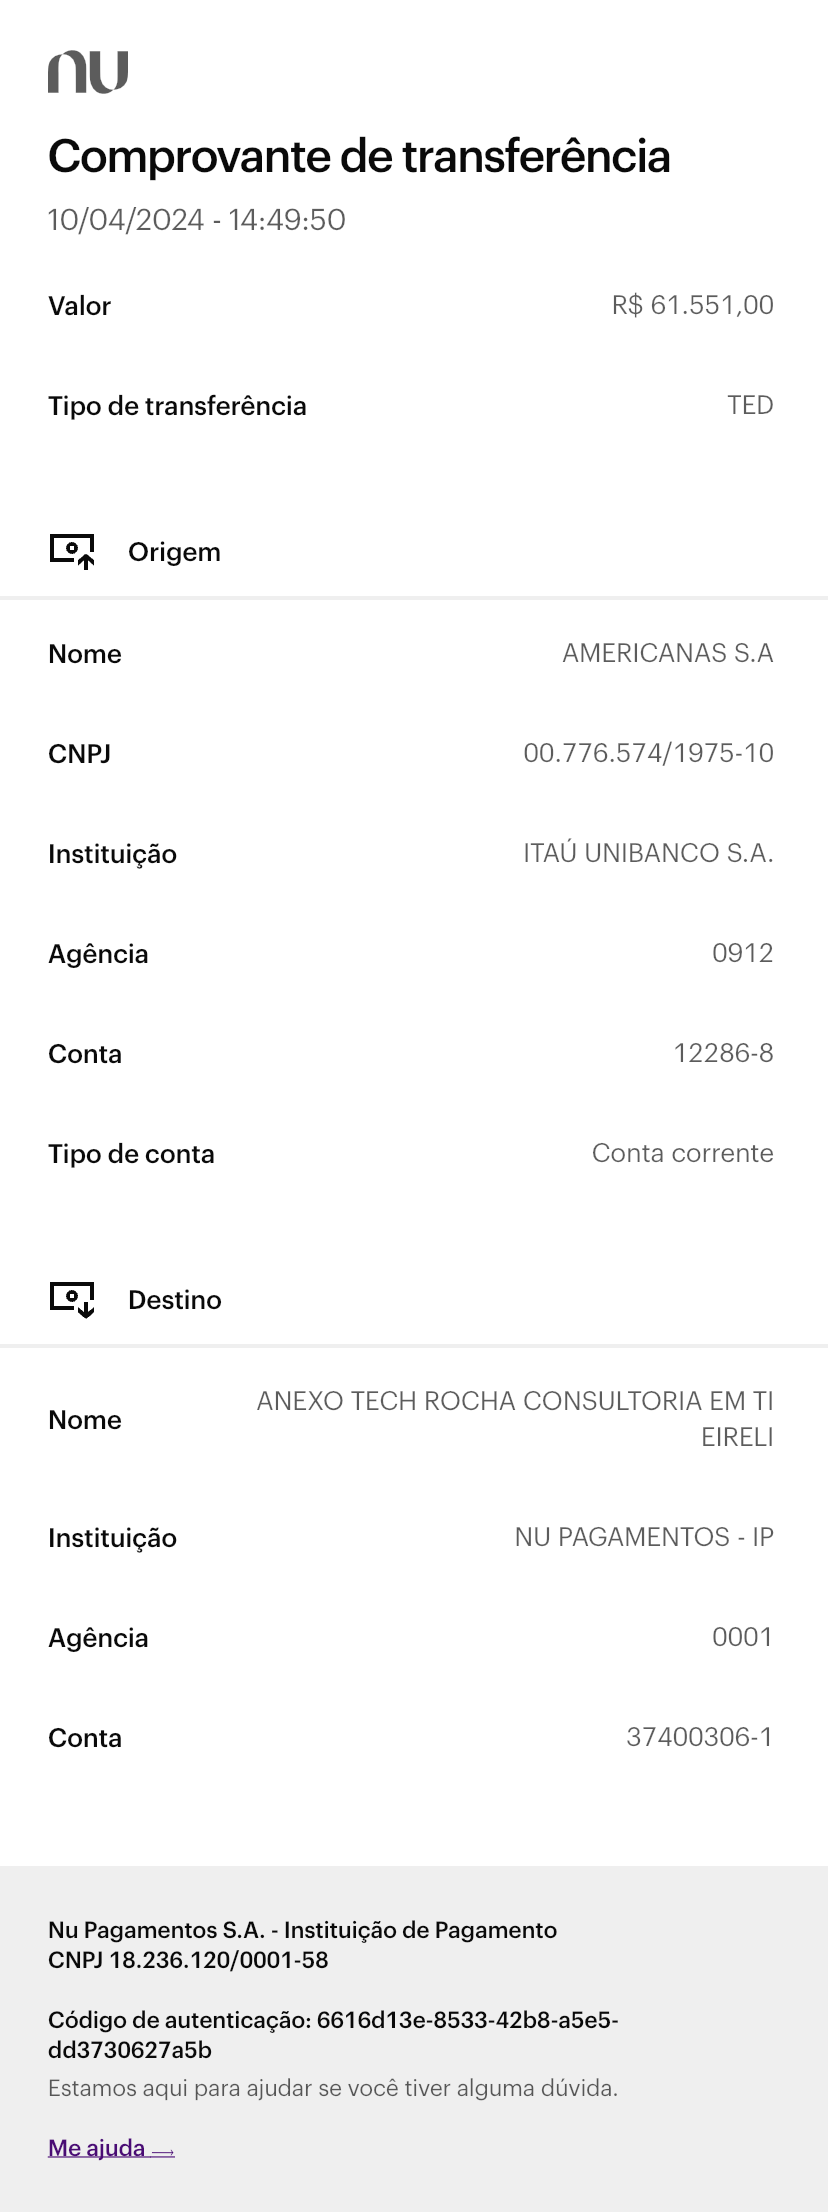 nu
Comprovante de transferência
10/04/2024 - 14:49:50
Valor R$ 61.551,00
Tipo de transferência TED
Origem
Nome AMERICANAS S.A
CNPJ 00.776.574/1975-10
Instituição ITAÚ UNIBANCO S.A.
Agência 0912
Conta 12286-8
Tipo de conta Conta corrente
Destino
Nome ANEXO TECH ROCHA CONSULTORIA EM TI
EIRELI
Instituição NU PAGAMENTOS - IP
Agência 0001
Conta 37400306-1
Nu Pagamentos S.A. - Instituição de Pagamento
CNPJ 18.236.120/0001-58
Código de autenticação: 6616d13e-8533-42b8-a5e5-
dd3730627a5b
Estamos aqui para ajudar se você tiver alguma dúvida.
Me ajuda →